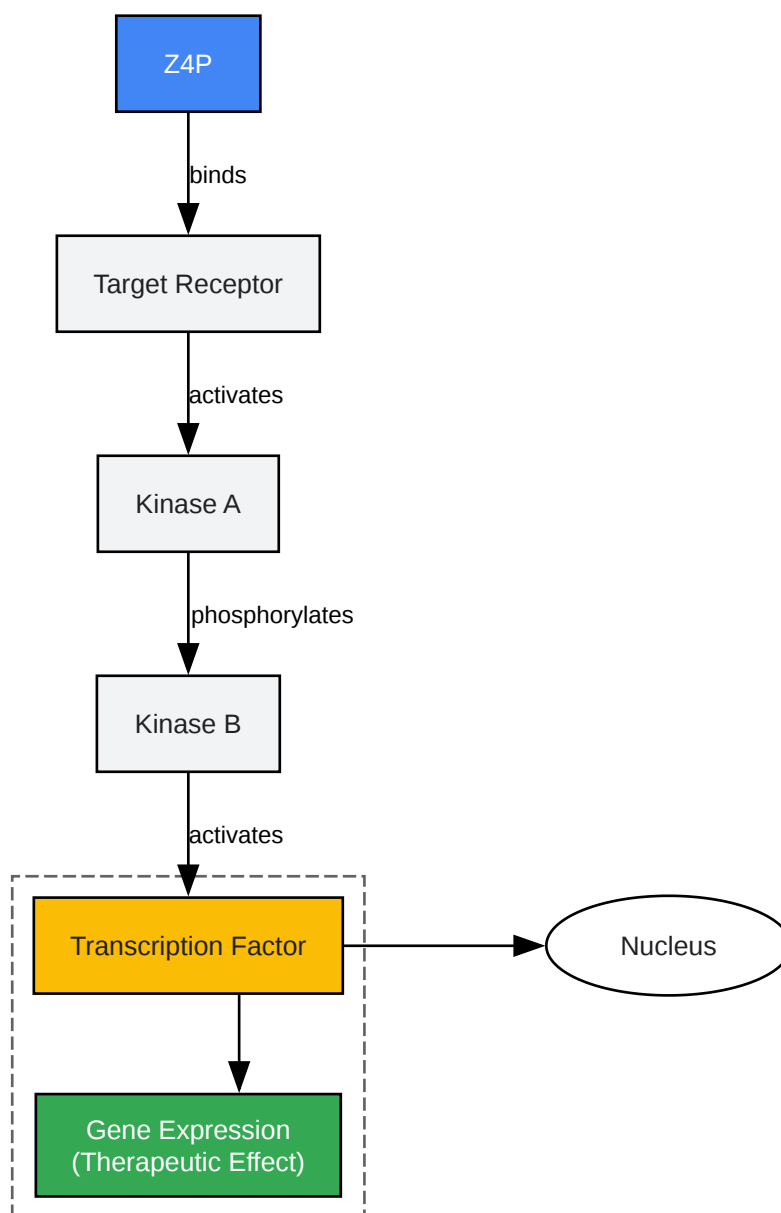 Z4P
binds
Target Receptor
activates
Kinase A
phosphorylates
Kinase B
activates
Transcription Factor
Nucleus
Gene Expression
(Therapeutic Effect)